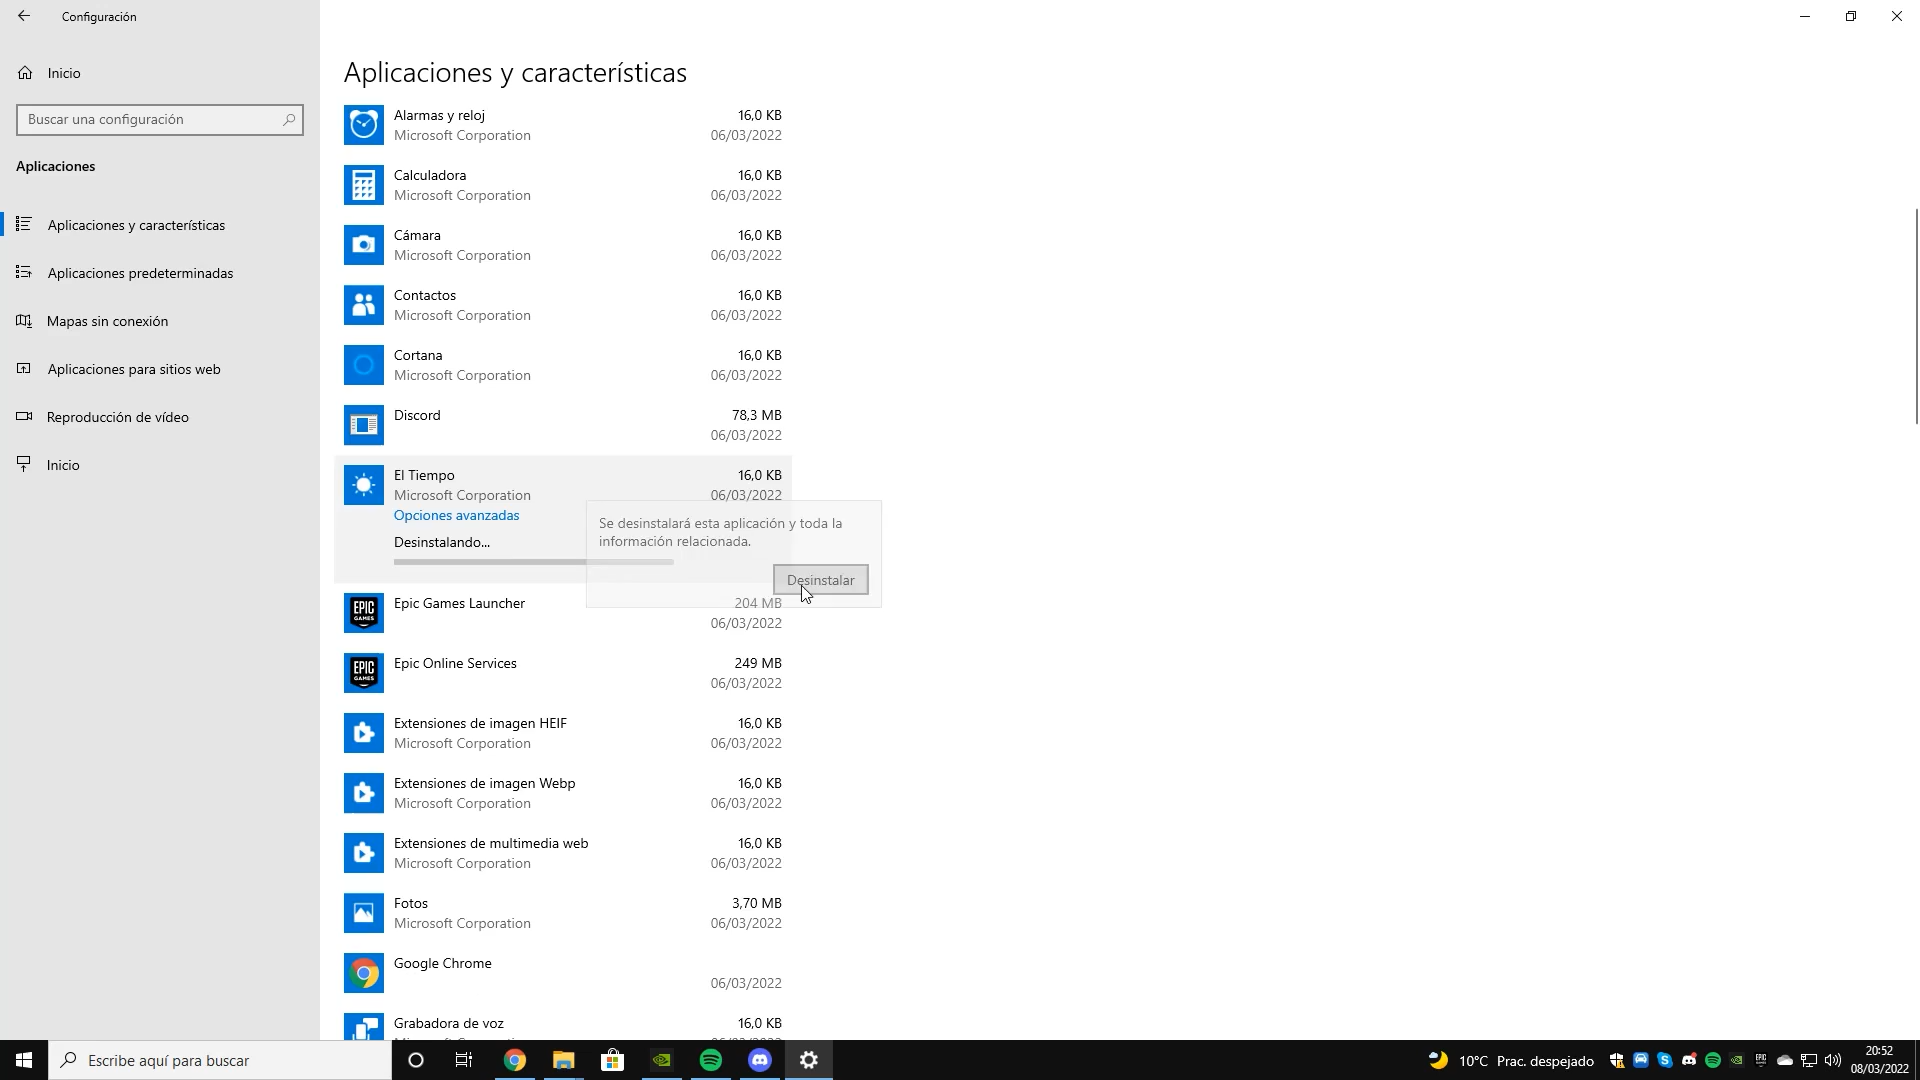 Configuración
Inicio
Buscar una configuración
Aplicaciones
Aplicaciones y características
Aplicaciones predeterminadas
Mapas sin conexión
Aplicaciones para sitios web
Reproducción de vídeo
Inicio
Aplicaciones y características
Alarmas y reloj 16,0 KB
Microsoft Corporation 06/03/2022
Calculadora 16,0 KB
Microsoft Corporation 06/03/2022
Cámara 16,0 KB
Microsoft Corporation 06/03/2022
Contactos 16,0 KB
Microsoft Corporation 06/03/2022
Cortana 16,0 KB
Microsoft Corporation 06/03/2022
Discord 78,3 MB
06/03/2022
El Tiempo 16,0 KB
Microsoft Corporation 06/03/2022
Opciones avanzadas
Desinstalando...
Se desinstalará esta aplicación y toda la
información relacionada.
Desinstalar
EPIC GAMES
Epic Games Launcher 204 MB
06/03/2022
EPIC GAMES
Epic Online Services 249 MB
06/03/2022
Extensiones de imagen HEIF 16,0 KB
Microsoft Corporation 06/03/2022
Extensiones de imagen Webp 16,0 KB
Microsoft Corporation 06/03/2022
Extensiones de multimedia web 16,0 KB
Microsoft Corporation 06/03/2022
Fotos 3,70 MB
Microsoft Corporation 06/03/2022
Google Chrome
06/03/2022
Grabadora de voz 16,0 KB
Escribe aquí para buscar
10°C Prac. despejado
20:52
08/03/2022